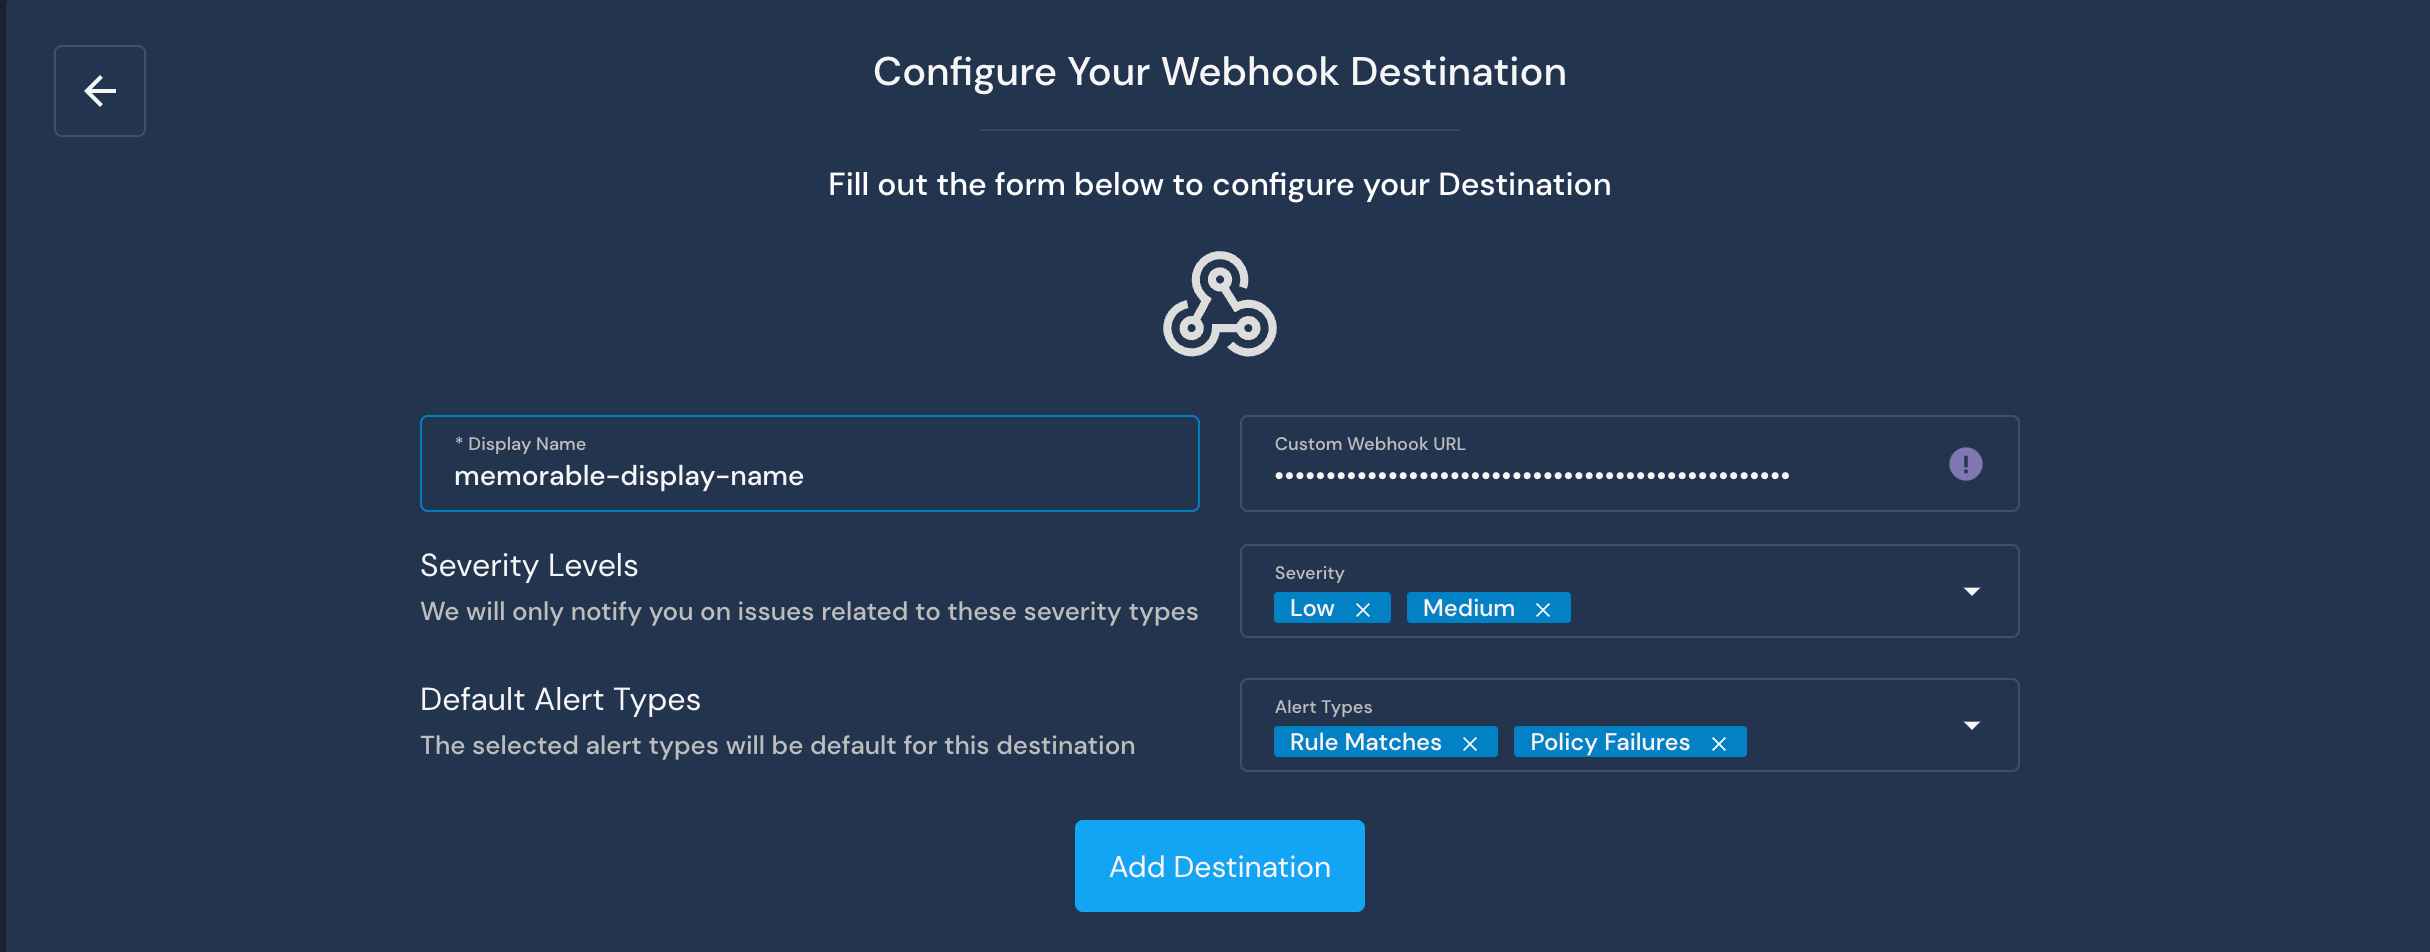 Configure Your Webhook Destination
Fill out the form below to configure your Destination
* Display Name
memorable-display-name
Custom Webhook URL
••••••••••••••••••••••••••••••••••••••••••••••••••
Severity Levels
We will only notify you on issues related to these severity types
Severity
Low × Medium ×
Default Alert Types
The selected alert types will be default for this destination
Alert Types
Rule Matches × Policy Failures ×
Add Destination